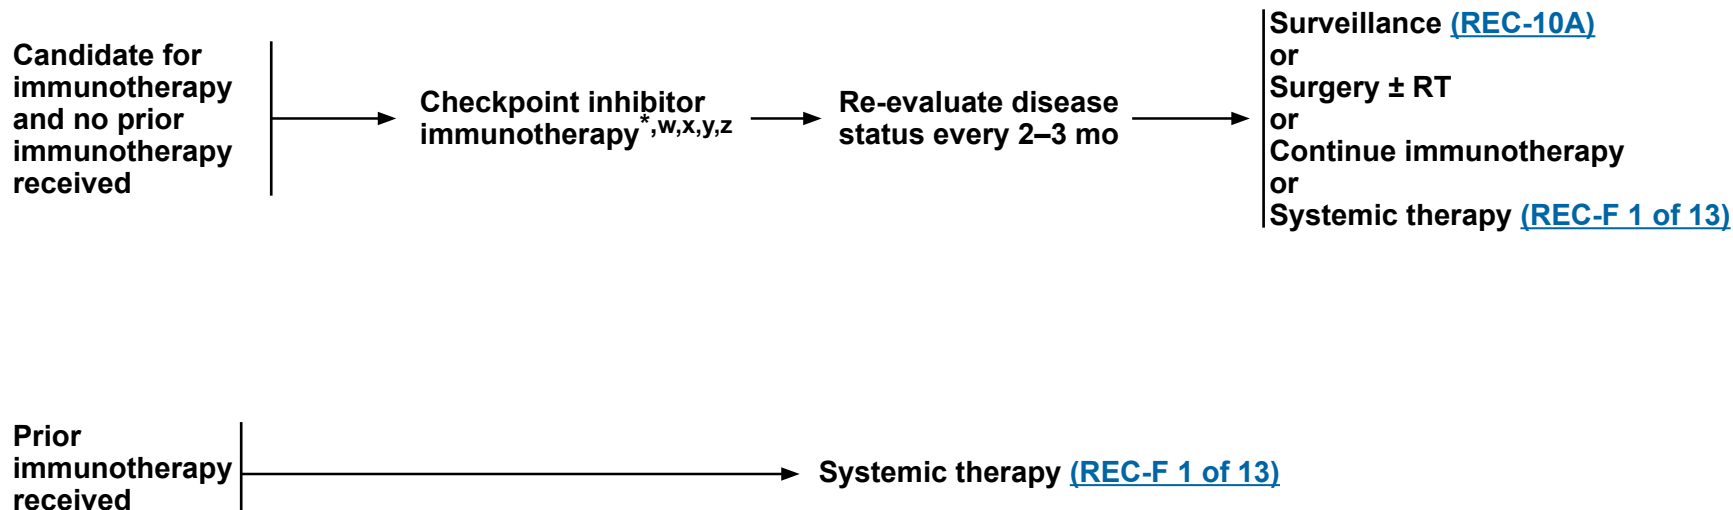 Candidate for
immunotherapy
and no prior
immunotherapy
received
Checkpoint inhibitor
immunotherapy*,w,x,y,z
Re-evaluate disease
status every 2–3 mo
Surveillance (REC-10A)
or
Surgery ± RT
or
Continue immunotherapy
or
Systemic therapy (REC-F 1 of 13)
Prior
immunotherapy
received
Systemic therapy (REC-F 1 of 13)